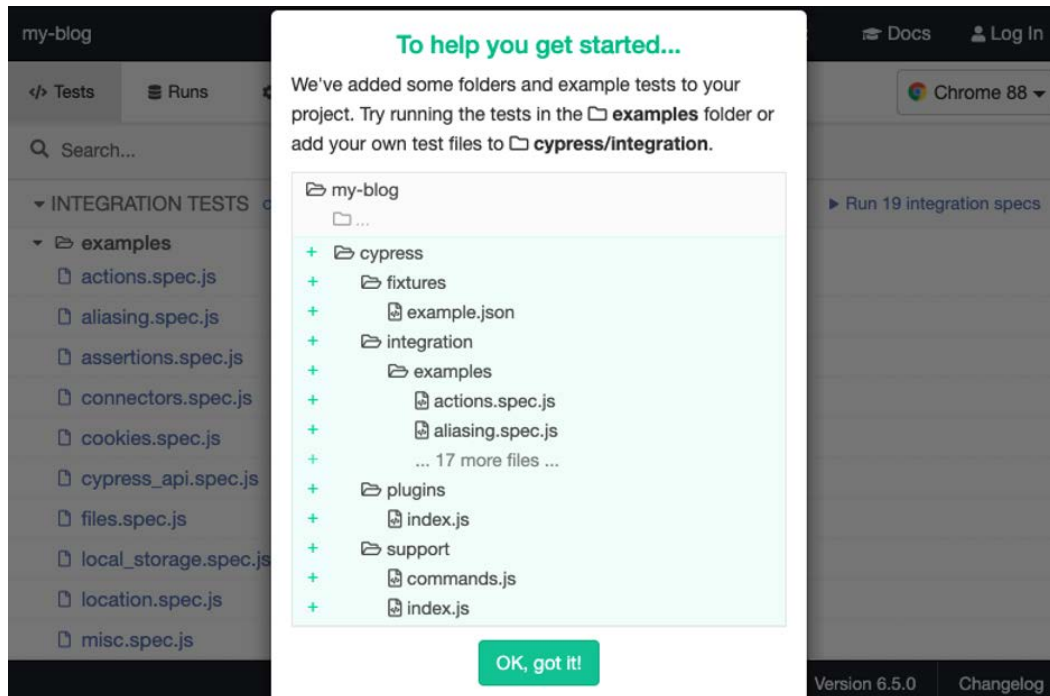 my-blog
Docs
Log In
Tests
Runs
Chrome 88
Search...
INTEGRATION TESTS
Run 19 integration specs
examples
actions.spec.js
aliasing.spec.js
assertions.spec.js
connectors.spec.js
cookies.spec.js
cypress_api.spec.js
files.spec.js
local_storage.spec.js
location.spec.js
misc.spec.js
To help you get started...
We've added some folders and example tests to your
project. Try running the tests in the examples folder or
add your own test files to cypress/integration.
my-blog
...
+ cypress
+ fixtures
+ example.json
+ integration
+ examples
+ actions.spec.js
+ aliasing.spec.js
+ ... 17 more files ...
+ plugins
+ index.js
+ support
+ commands.js
+ index.js
OK, got it!
Version 6.5.0
Changelog